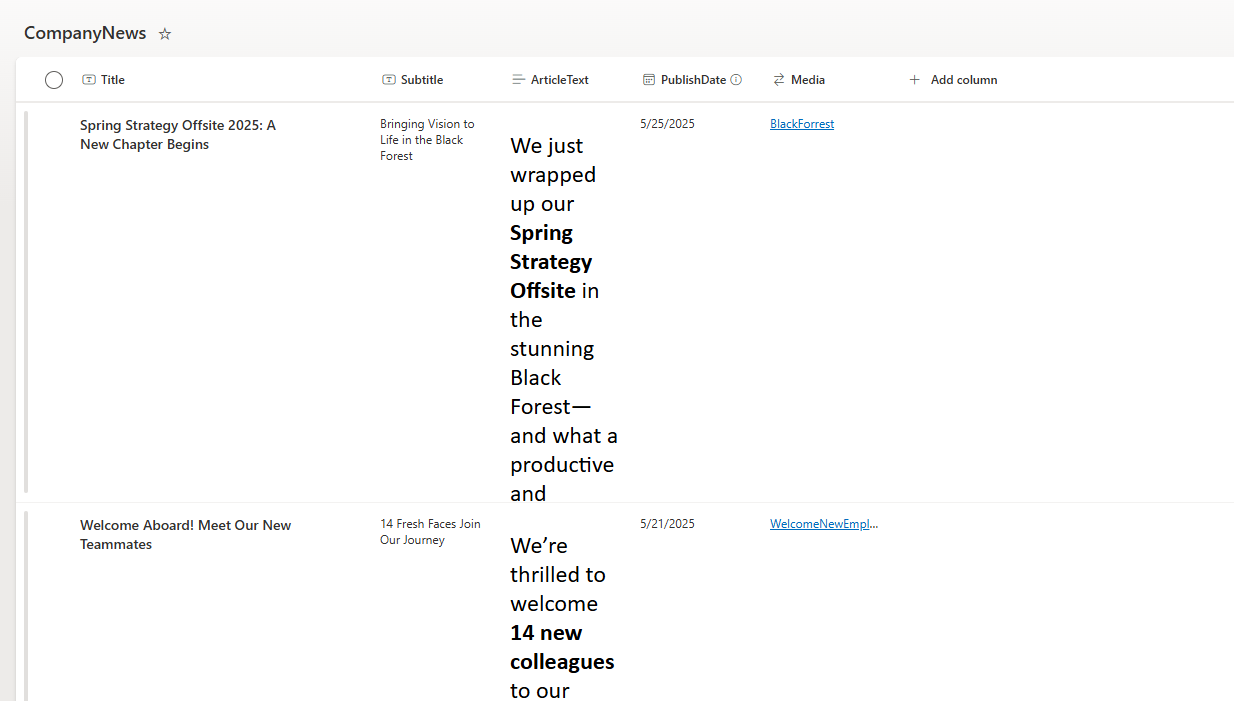 CompanyNews
Title Subtitle ArticleText PublishDate Media + Add column
Spring Strategy Offsite 2025: A
New Chapter Begins
Bringing Vision to
Life in the Black
Forest
We just
wrapped
up our
Spring
Strategy
Offsite in
the
stunning
Black
Forest—
and what a
productive
and
5/25/2025
BlackForrest
Welcome Aboard! Meet Our New
Teammates
14 Fresh Faces Join
Our Journey
We’re
thrilled to
welcome
14 new
colleagues
to our
5/21/2025
WelcomeNewEmpl...